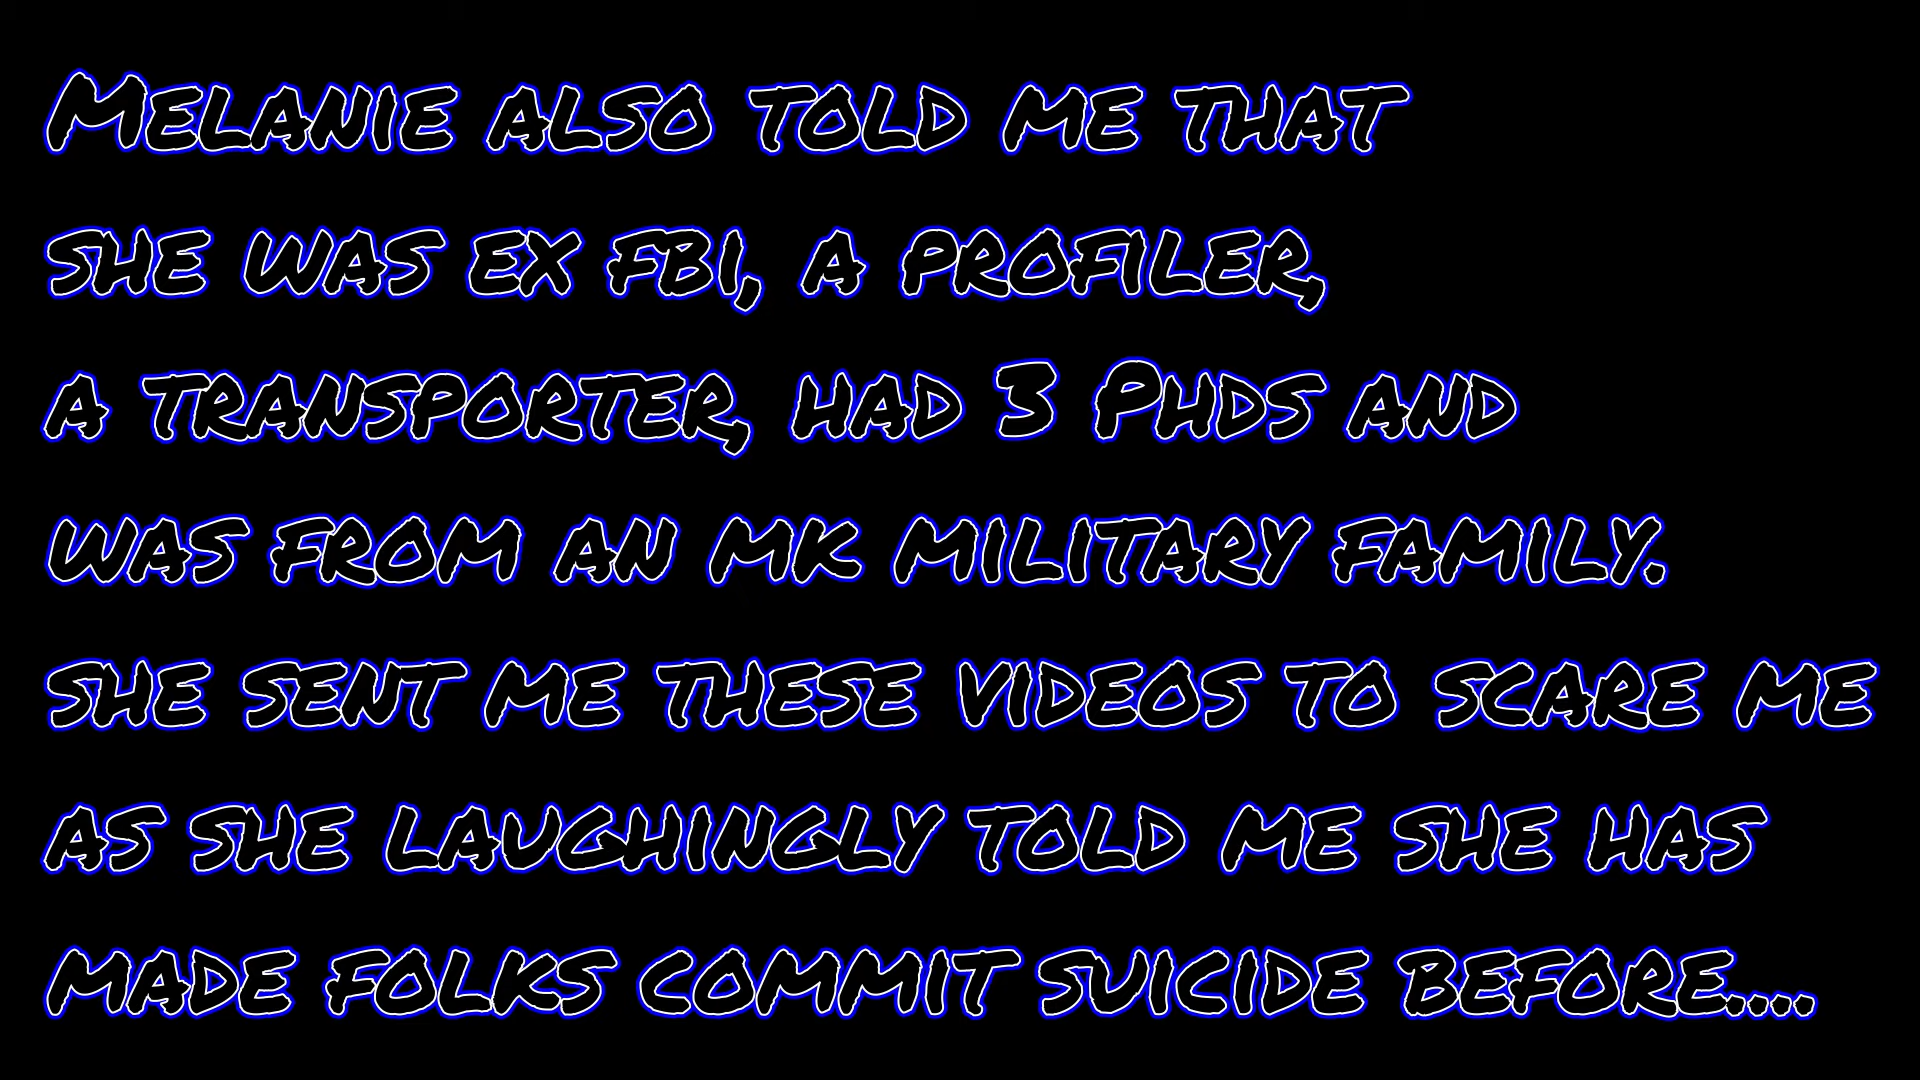 Melanie also told me that
she was ex fbi, a profiler,
a transporter, had 3 Phds and
was from an mk military family.
she sent me these videos to scare me
as she laughingly told me she has
made folks commit suicide before....